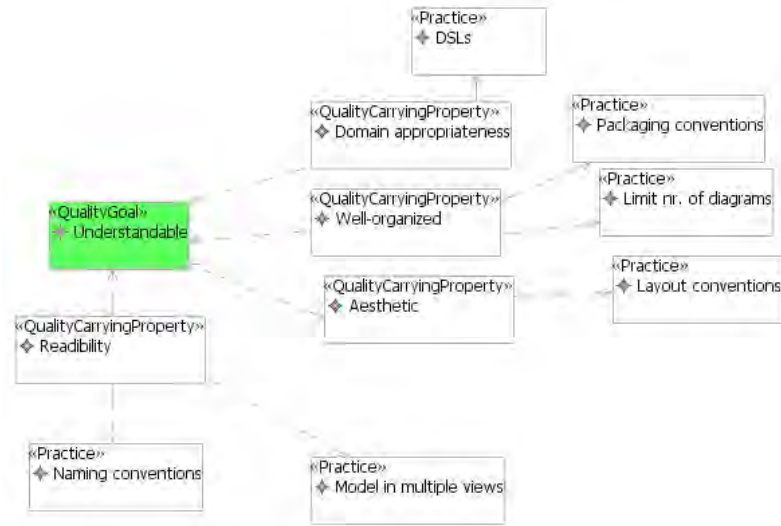 «Practice»
DSLs
«QualityCarryingProperty»
Domain appropriateness
«Practice»
Packaging conventions
«Practice»
Limit nr. of diagrams
«QualityCarryingProperty»
Well-organized
«QualityGoal»
Understandable
«Practice»
Layout conventions
«QualityCarryingProperty»
Aesthetic
«QualityCarryingProperty»
Readibility
«Practice»
Naming conventions
«Practice»
Model in multiple views